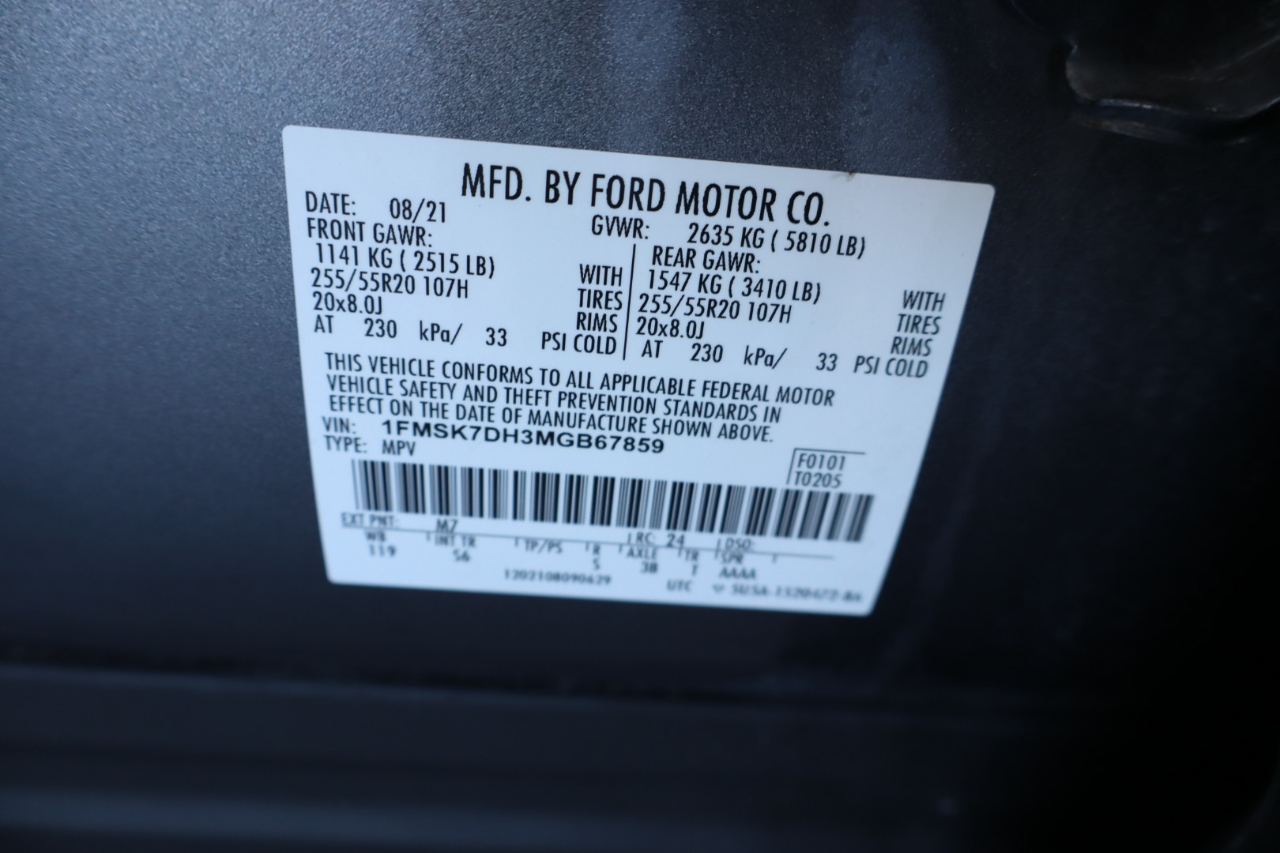 MFD. BY FORD MOTOR CO.
DATE: 08/21 GVWR: 2635 KG ( 5810 LB)
FRONT GAWR:
1141 KG ( 2515 LB) WITH
255/55R20 107H TIRES
20x8.0J RIMS
AT 230 kPa/ 33 PSI COLD
REAR GAWR:
1547 KG ( 3410 LB) WITH
255/55R20 107H TIRES
20x8.0J RIMS
AT 230 kPa/ 33 PSI COLD
THIS VEHICLE CONFORMS TO ALL APPLICABLE FEDERAL MOTOR
VEHICLE SAFETY AND THEFT PREVENTION STANDARDS IN
EFFECT ON THE DATE OF MANUFACTURE SHOWN ABOVE.
VIN: 1FMSK7DH3MGB67859
TYPE: MPV
F0101
T0205
EXT PNT: M7 RC: 24 DSO:
WB INT TR TP/PS R AXLE TR SPR
119 S6 5 3B T AAAA
1202108090629 UTC